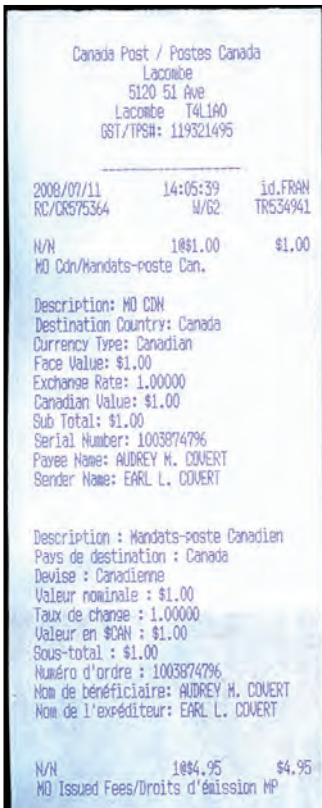 Canada Post / Postes Canada
Lacombe
5120 51 Ave
Lacombe T4L1A0
GST/TPS#: 119321495
--------------------
2008/07/11 14:05:39 id.FRAN
RC/CR575364 W/G2 TR534941
N/N 1@$1.00 $1.00
MO Cdn/Mandats-poste Can.
Description: MO CDN
Destination Country: Canada
Currency Type: Canadian
Face Value: $1.00
Exchange Rate: 1.00000
Canadian Value: $1.00
Sub Total: $1.00
Serial Number: 1003874796
Payee Name: AUDREY M. COVERT
Sender Name: EARL L. COVERT
Description : Mandats-poste Canadien
Pays de destination : Canada
Devise : Canadienne
Valeur nominale : $1.00
Taux de change : 1.00000
Valeur en $CAN : $1.00
Sous-total : $1.00
Numéro d'ordre : 1003874796
Nom de bénéficiaire: AUDREY M. COVERT
Nom de l'expéditeur: EARL L. COVERT
N/N 1@$4.95 $4.95
MO Issued Fees/Droits d'émission MP